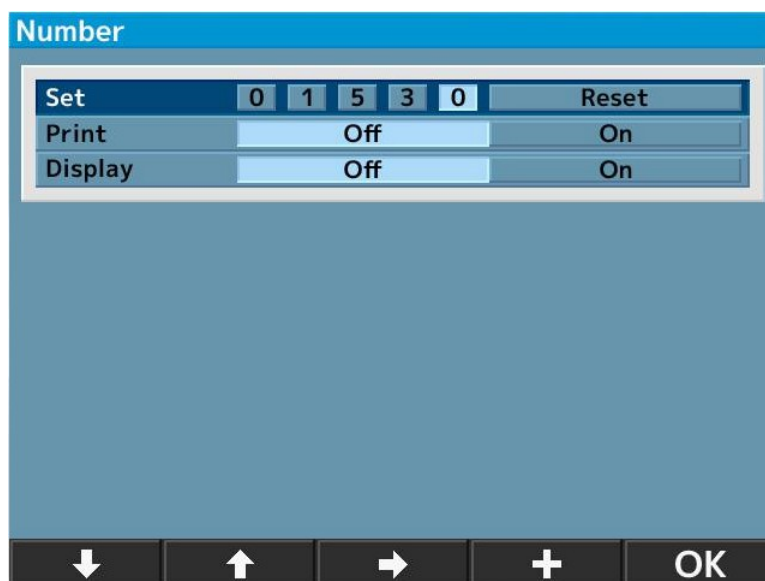 Number
Set 0 1 5 3 0 Reset
Print Off On
Display Off On
OK